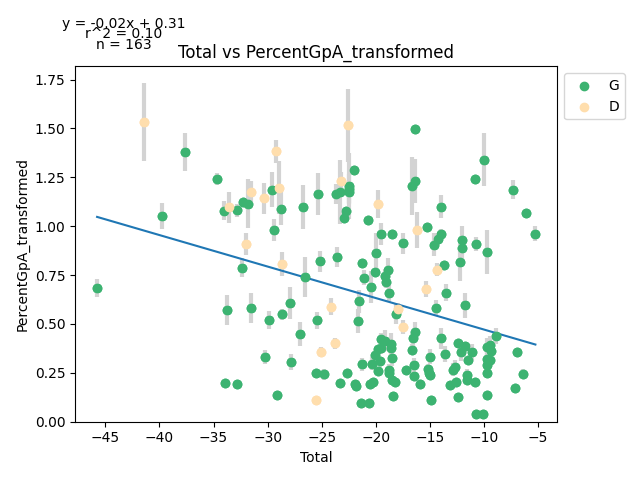 y = -0.02x + 0.31
r^2 = 0.10
n = 163
Total vs PercentGpA_transformed
G
D
PercentGpA_transformed
1.75
1.50
1.25
1.00
0.75
0.50
0.25
0.00
−45 −40 −35 −30 −25 −20 −15 −10 −5
Total